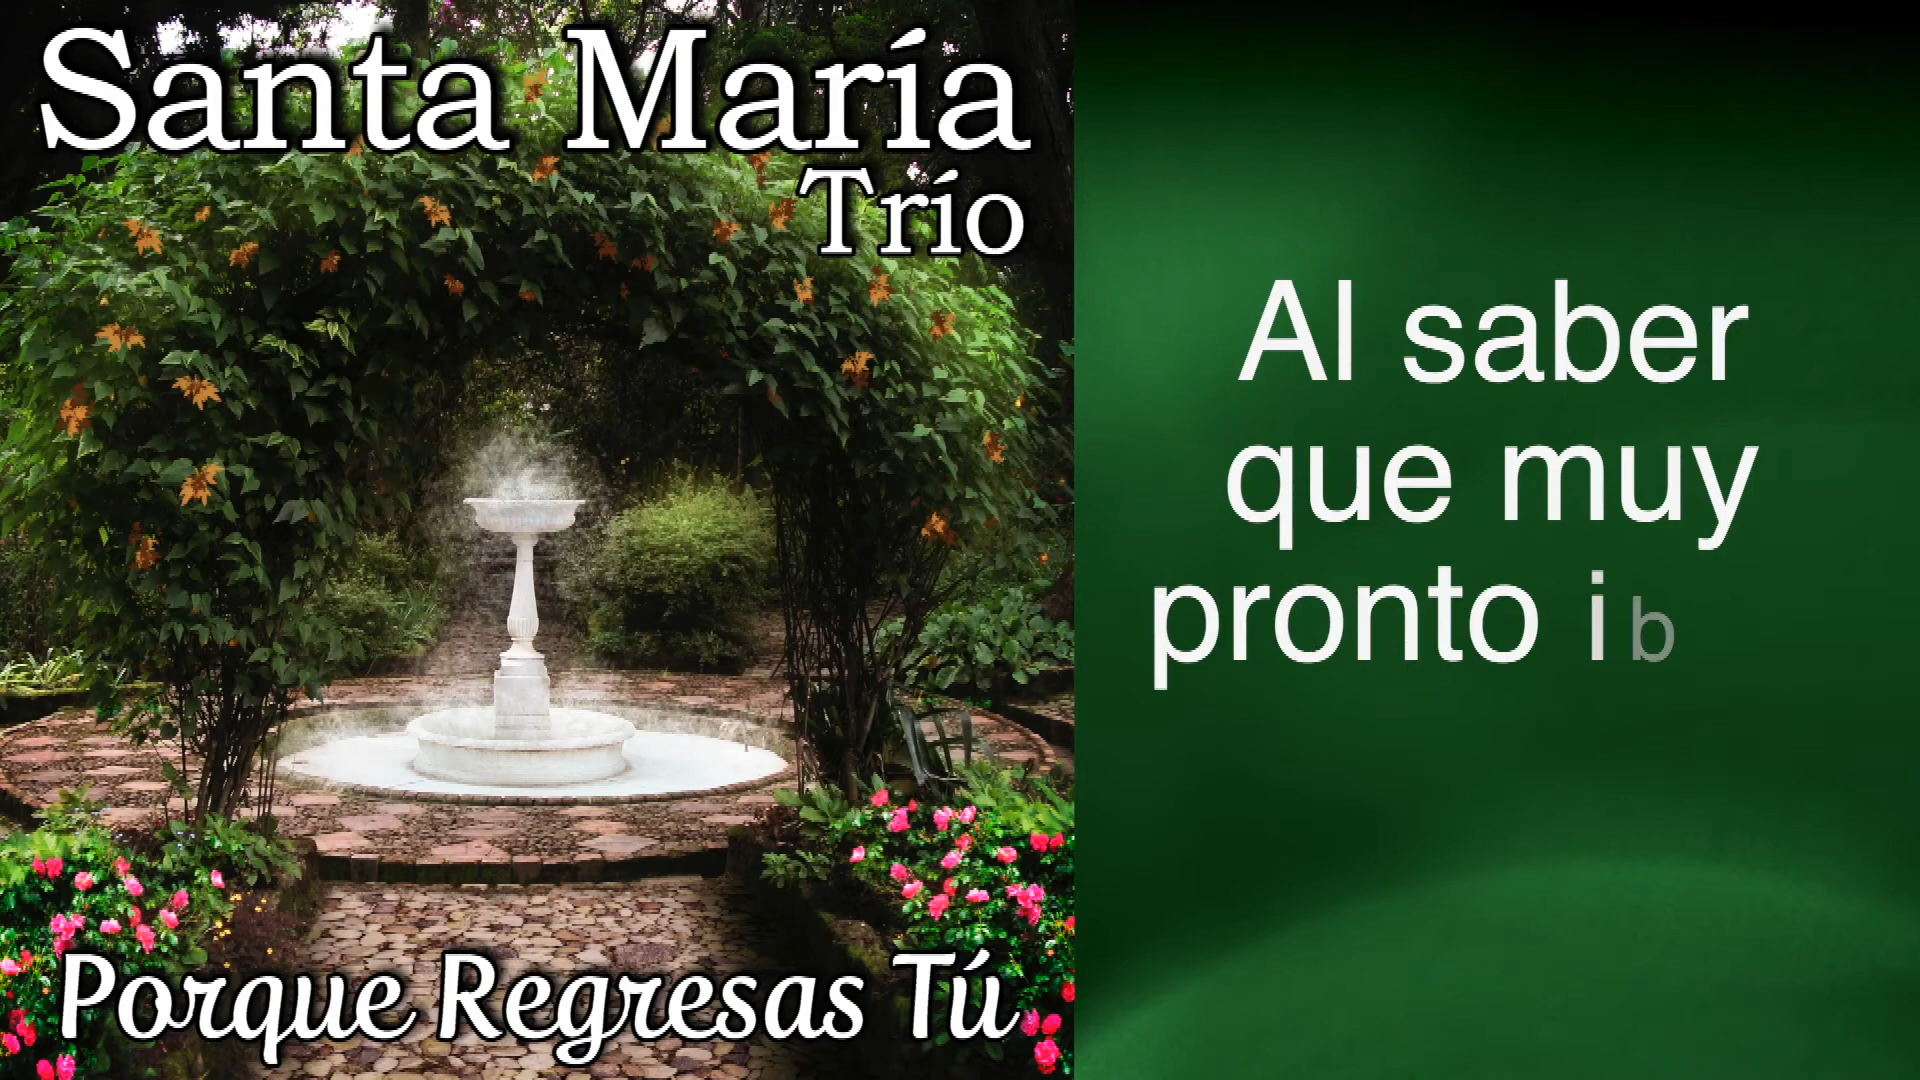 Santa María
Trío
Porque Regresas Tú
Al saber
que muy
pronto ib